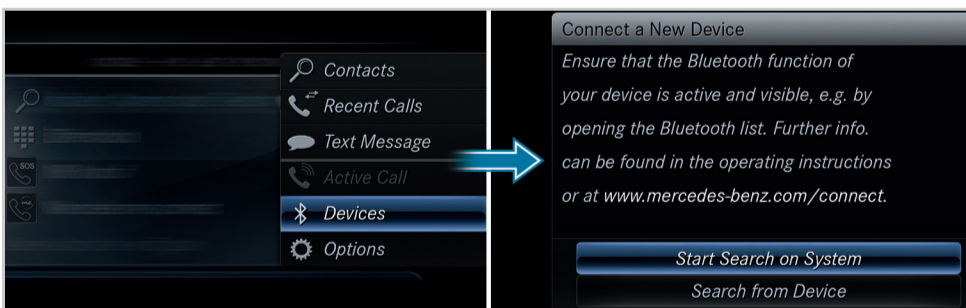 Contacts
Recent Calls
Text Message
Active Call
Devices
Options
SOS
Connect a New Device
Ensure that the Bluetooth function of
your device is active and visible, e.g. by
opening the Bluetooth list. Further info.
can be found in the operating instructions
or at www.mercedes-benz.com/connect.
Start Search on System
Search from Device